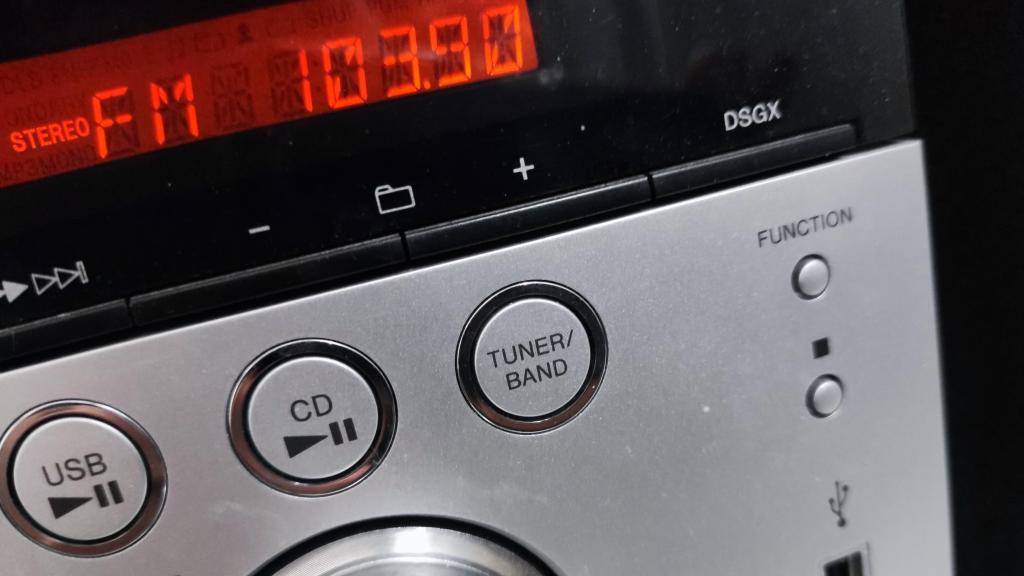 STEREO FM 103.90
DSGX
FUNCTION
TUNER/
BAND
CD
USB